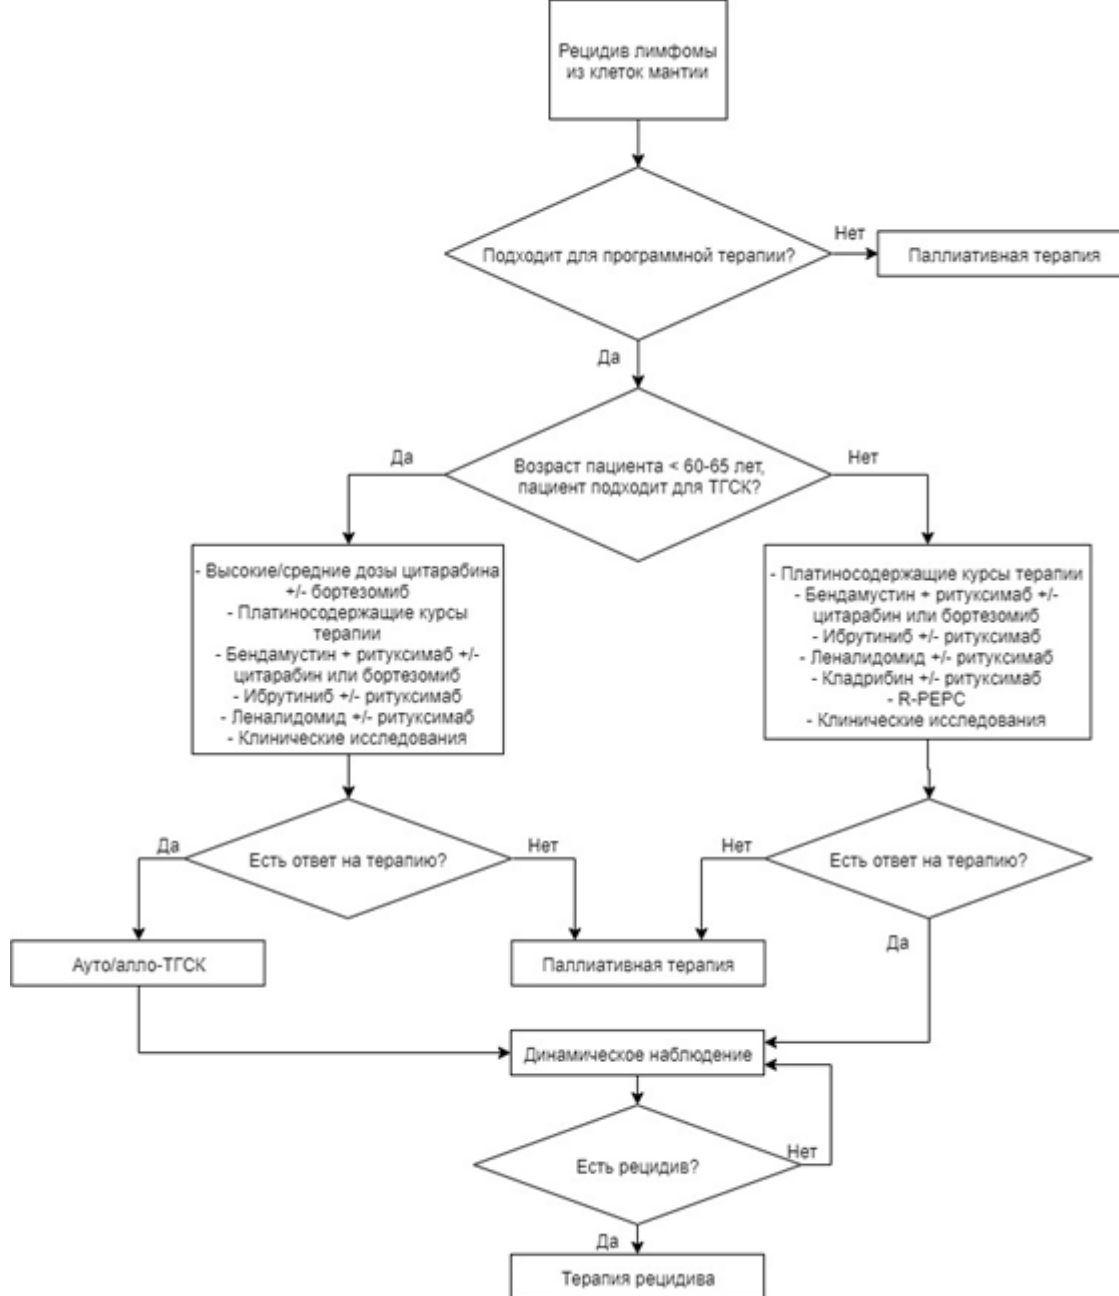 Рецидив лимфомы
из клеток мантии
Подходит для программной терапии?
Нет
Паллиативная терапия
Да
Возраст пациента < 60-65 лет,
пациент подходит для ТГСК?
Да
Нет
- Высокие/средние дозы цитарабина
+/- бортезомиб
- Платиносодержащие курсы
терапии
- Бендамустин + ритуксимаб +/-
цитарабин или бортезомиб
- Ибрутиниб +/- ритуксимаб
- Леналидомид +/- ритуксимаб
- Клинические исследования
- Платиносодержащие курсы терапии
- Бендамустин + ритуксимаб +/-
цитарабин или бортезомиб
- Ибрутиниб +/- ритуксимаб
- Леналидомид +/- ритуксимаб
- Кладрибин +/- ритуксимаб
- R-PEPC
- Клинические исследования
Да
Есть ответ на терапию?
Нет
Нет
Есть ответ на терапию?
Да
Ауто/алло-ТГСК
Паллиативная терапия
Динамическое наблюдение
Есть рецидив?
Нет
Да
Терапия рецидива